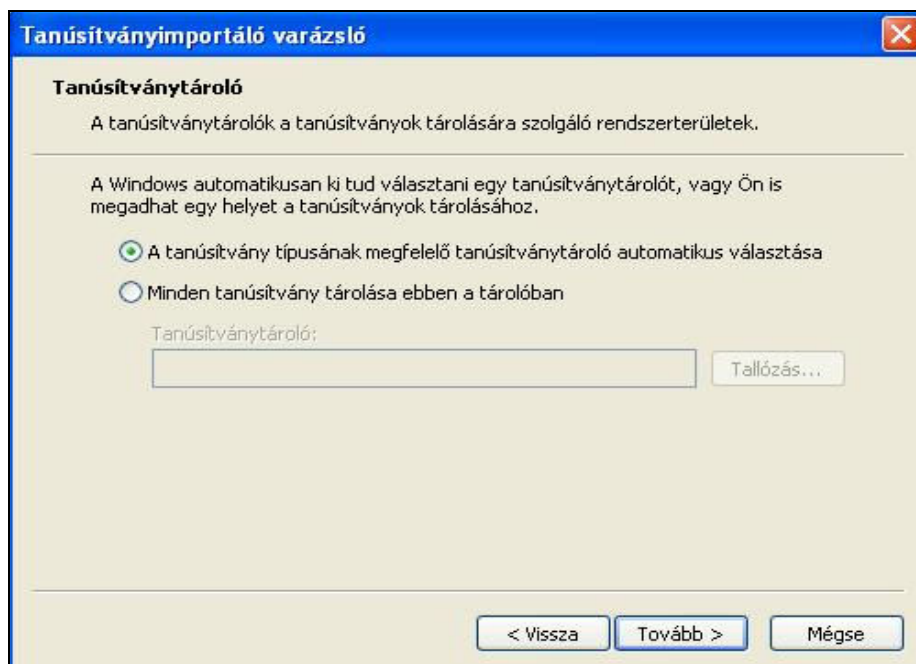 Tanúsítványimportáló varázsló
Tanúsítványtároló
A tanúsítványtárolók a tanúsítványok tárolására szolgáló rendszerterületek.
A Windows automatikusan ki tud választani egy tanúsítványtárolót, vagy Ön is
megadhat egy helyet a tanúsítványok tárolásához.
A tanúsítvány típusának megfelelő tanúsítványtároló automatikus választása
Minden tanúsítvány tárolása ebben a tárolóban
Tanúsítványtároló:
Tallózás...
< Vissza
Tovább >
Mégse